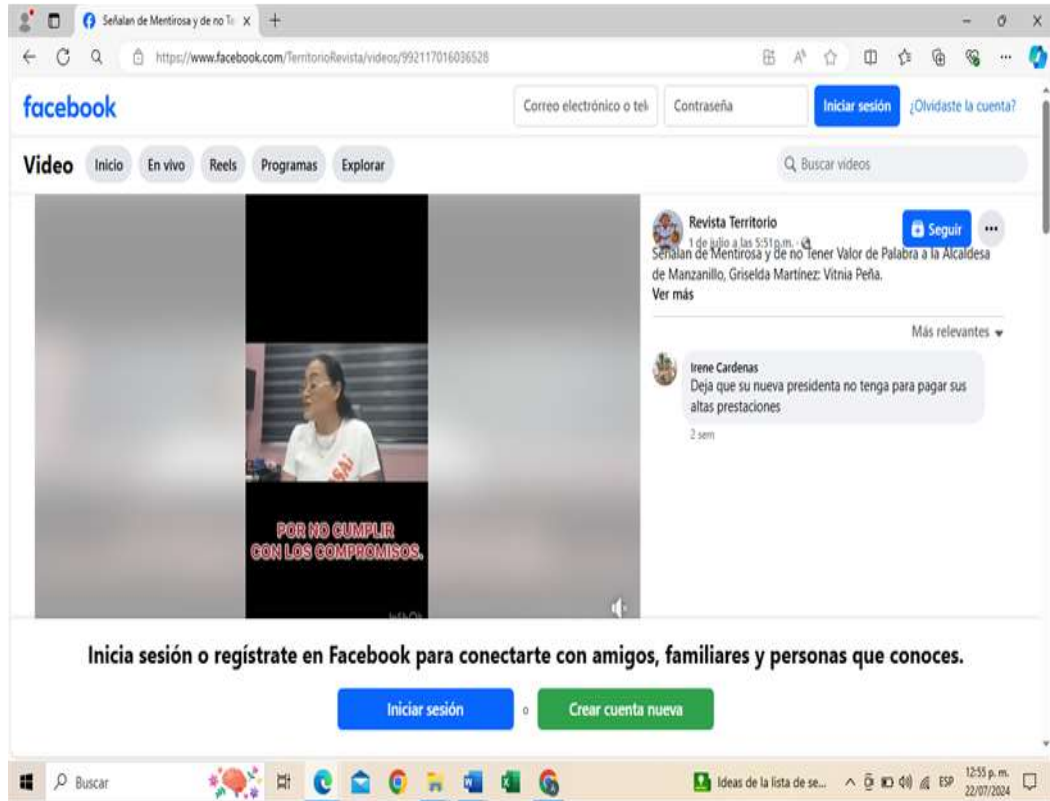 Señalan de Mentirosa y de no Te
https://www.facebook.com/TerritorioRevista/videos/992117016036528
facebook
Correo electrónico o tel
Contraseña
Iniciar sesión
¿Olvidaste la cuenta?
Video
Inicio
En vivo
Reels
Programas
Explorar
Buscar videos
Revista Territorio
1 de julio a las 5:51 p.m. ·
Seguir
Señalan de Mentirosa y de no Tener Valor de Palabra a la Alcaldesa
de Manzanillo, Griselda Martínez: Vitnia Peña.
Ver más
Más relevantes
Irene Cardenas
Deja que su nueva presidenta no tenga para pagar sus
altas prestaciones
2 sem
POR NO CUMPLIR
CON LOS COMPROMISOS.
Inicia sesión o regístrate en Facebook para conectarte con amigos, familiares y personas que conoces.
Iniciar sesión
o
Crear cuenta nueva
Buscar
Ideas de la lista de se...
ESP
12:55 p. m.
22/07/2024